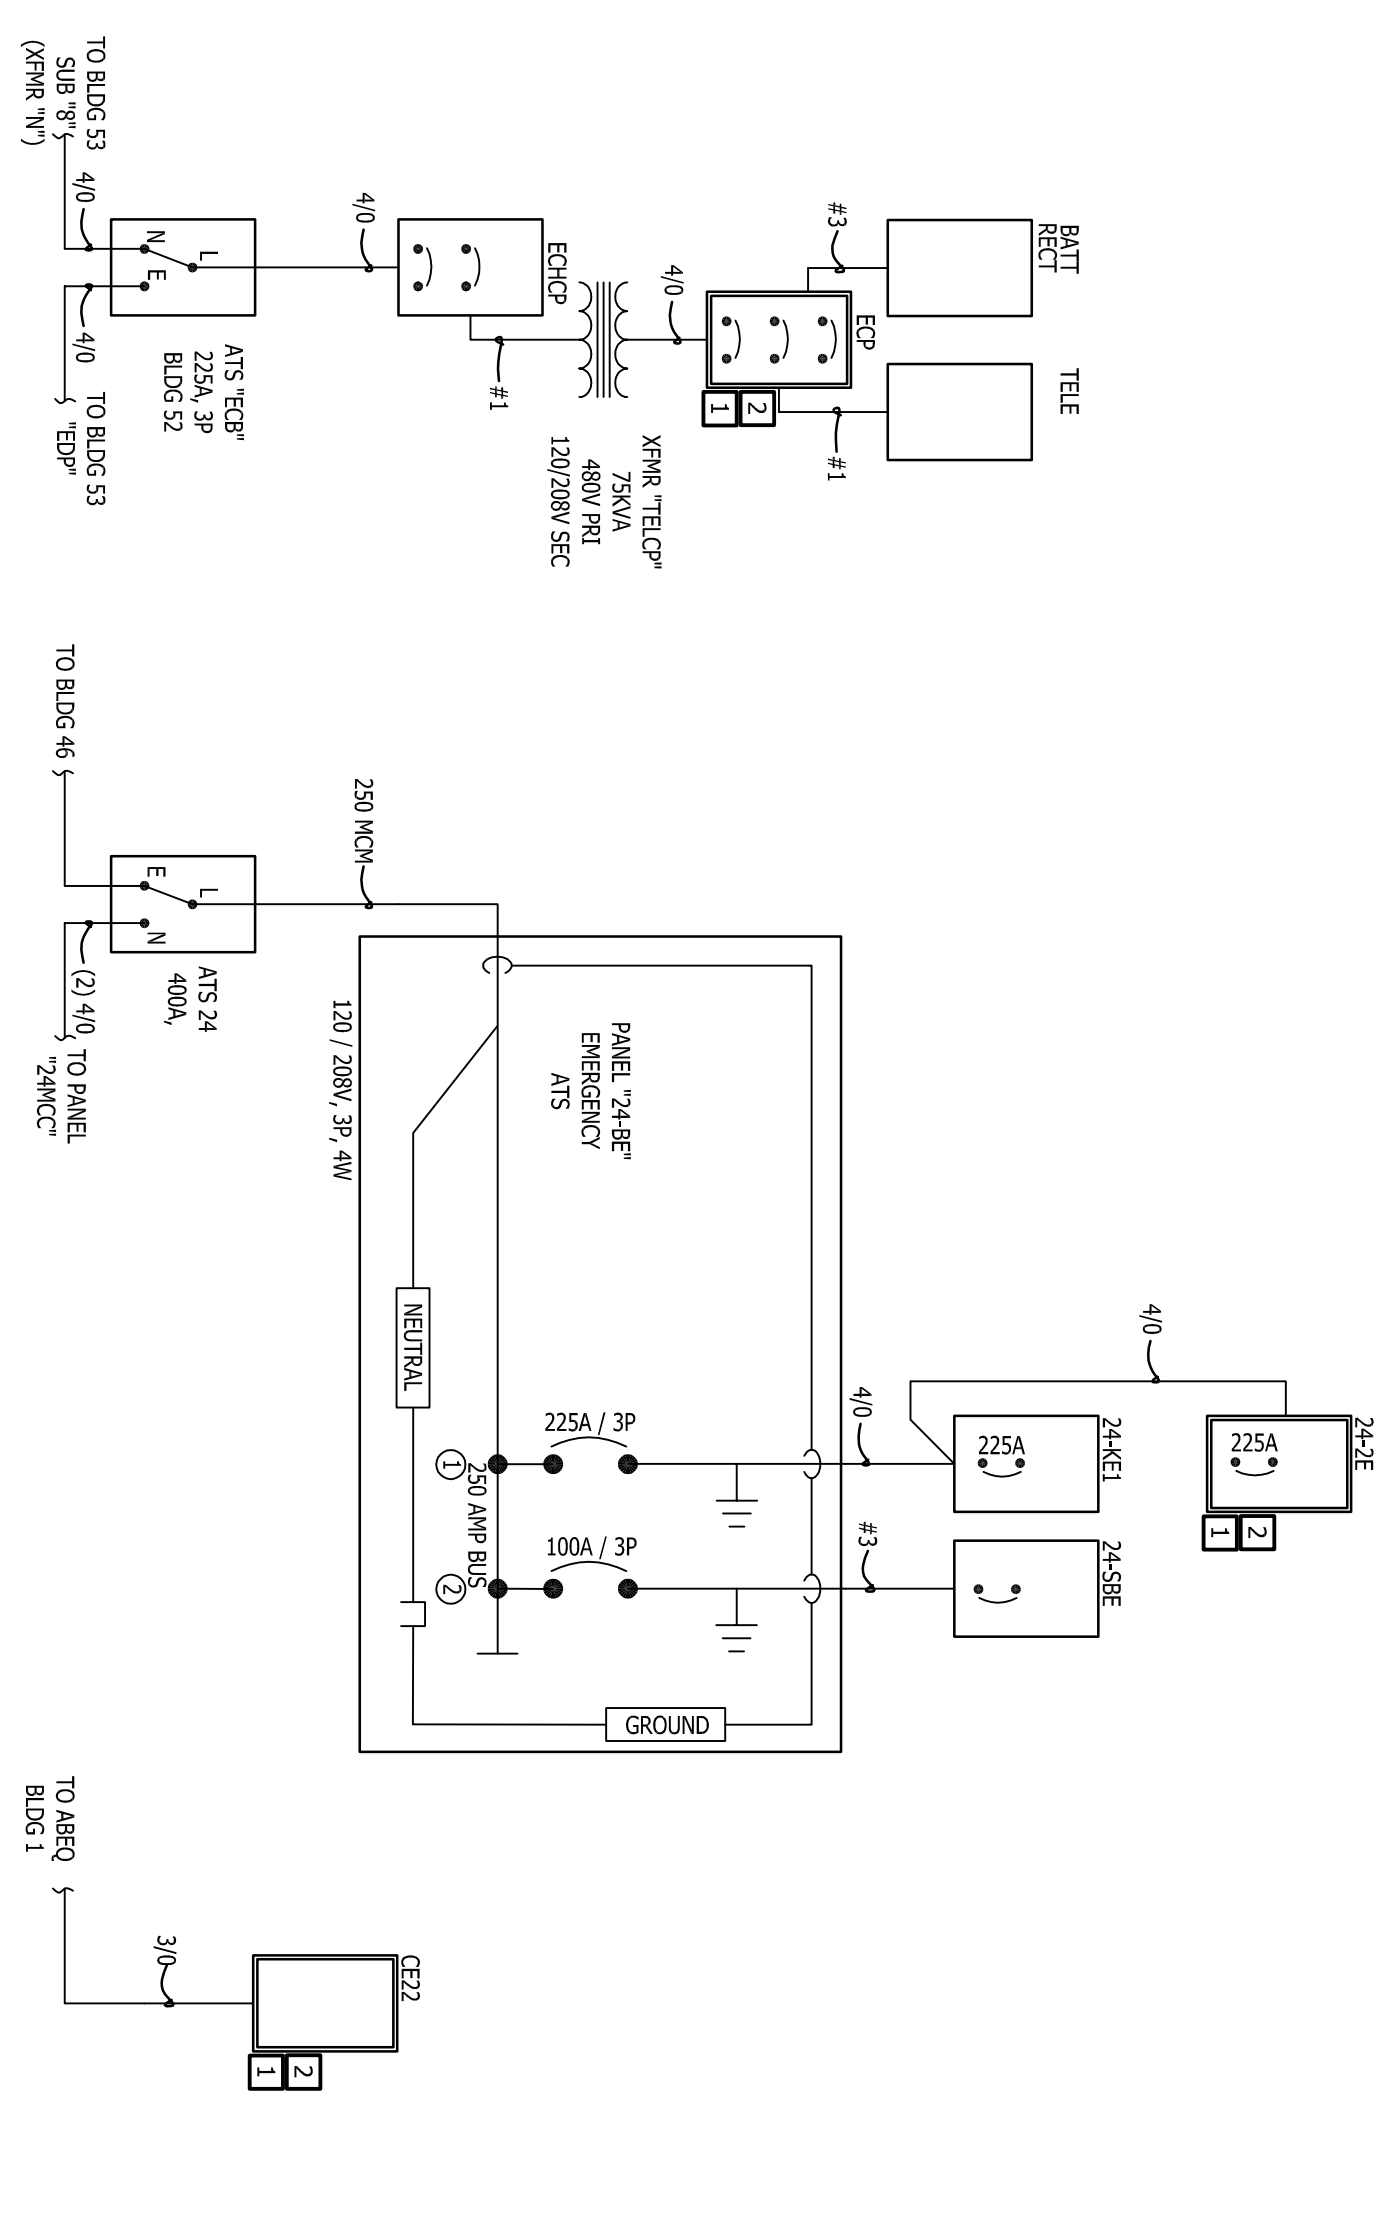 TO BLDG 53
SUB "8"
(XFMR "N")
4/0
N
E
L
4/0
TO BLDG 53
"EDP"
ATS "ECB"
225A, 3P
BLDG 52
4/0
ECHCP
#1
XFMR "TELCP"
75KVA
480V PRI
120/208V SEC
4/0
ECP
1
2
#3
BATT
RECT
#1
TELE
TO BLDG 46
E
N
L
ATS 24
400A,
(2) 4/0
TO PANEL
"24MCC"
250 MCM
120 / 208V, 3P, 4W
PANEL "24-BE"
EMERGENCY
ATS
NEUTRAL
225A / 3P
1
250 AMP BUS
100A / 3P
2
GROUND
4/0
24-KE1
225A
4/0
24-2E
225A
1
2
#3
24-SBE
TO ABEQ
BLDG 1
3/0
CE22
1
2